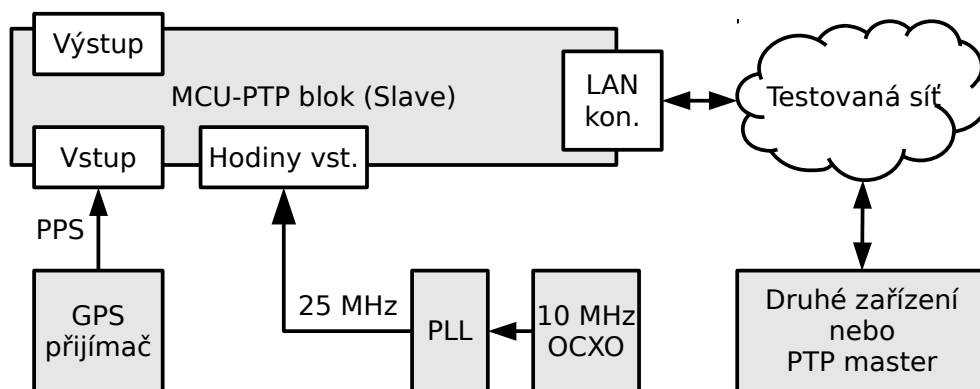 Výstup
MCU-PTP blok (Slave)
LAN
kon.
Testovaná síť
Vstup
Hodiny vst.
PPS
25 MHz
GPS
přijímač
PLL
10 MHz
OCXO
Druhé zařízení
nebo
PTP master